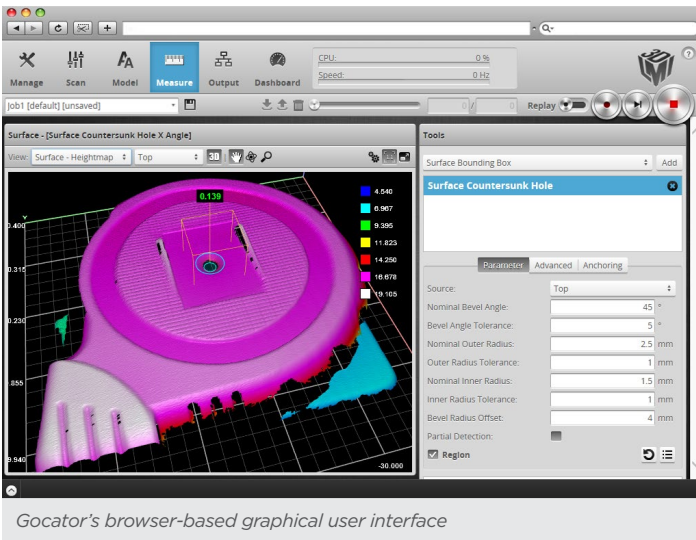 CPU: 0 %
Speed: 0 Hz
Manage Scan Model Measure Output Dashboard
Job1 [default] [unsaved]
0 / 0 Replay
Surface - [Surface Countersunk Hole X Angle]
View: Surface - Heightmap Top 3D
0.139
4.540
6.967
9.395
11.823
14.250
16.678
19.105
Y
0.400
0.315
0.230
.855
9.940
-30.000
Tools
Surface Bounding Box Add
Surface Countersunk Hole
Parameter Advanced Anchoring
Source: Top
Nominal Bevel Angle: 45 °
Bevel Angle Tolerance: 5 °
Nominal Outer Radius: 2.5 mm
Outer Radius Tolerance: 1 mm
Nominal Inner Radius: 1.5 mm
Inner Radius Tolerance: 1 mm
Bevel Radius Offset: 4 mm
Partial Detection:
Region
Gocator's browser-based graphical user interface